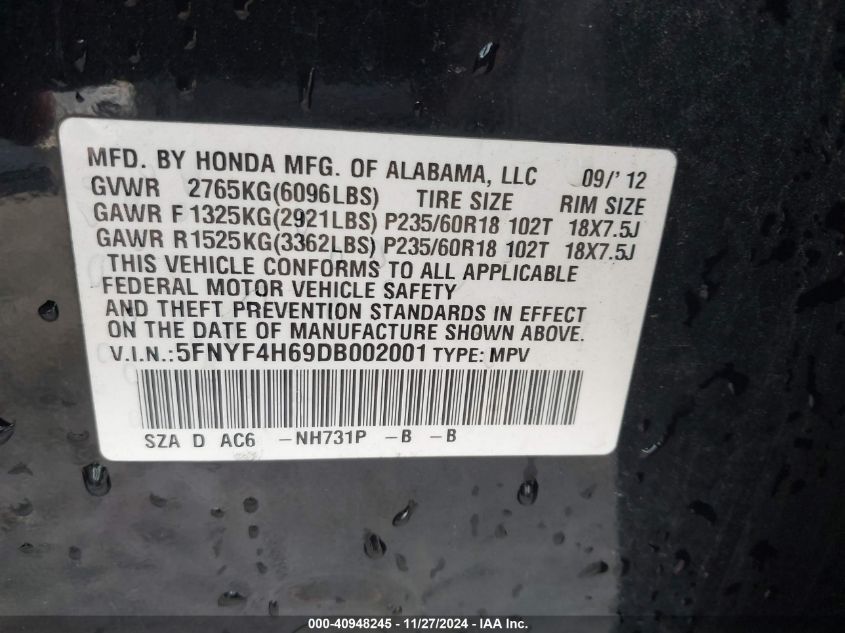 MFD. BY HONDA MFG. OF ALABAMA, LLC 09/' 12
GVWR 2765KG(6096LBS) TIRE SIZE RIM SIZE
GAWR F 1325KG(2921LBS) P235/60R18 102T 18X7.5J
GAWR R1525KG(3362LBS) P235/60R18 102T 18X7.5J
THIS VEHICLE CONFORMS TO ALL APPLICABLE
FEDERAL MOTOR VEHICLE SAFETY
AND THEFT PREVENTION STANDARDS IN EFFECT
ON THE DATE OF MANUFACTURE SHOWN ABOVE.
V.I.N.: 5FNYF4H69DB002001 TYPE: MPV
SZA D AC6 -NH731P -B -B
000-40948245 - 11/27/2024 - IAA Inc.